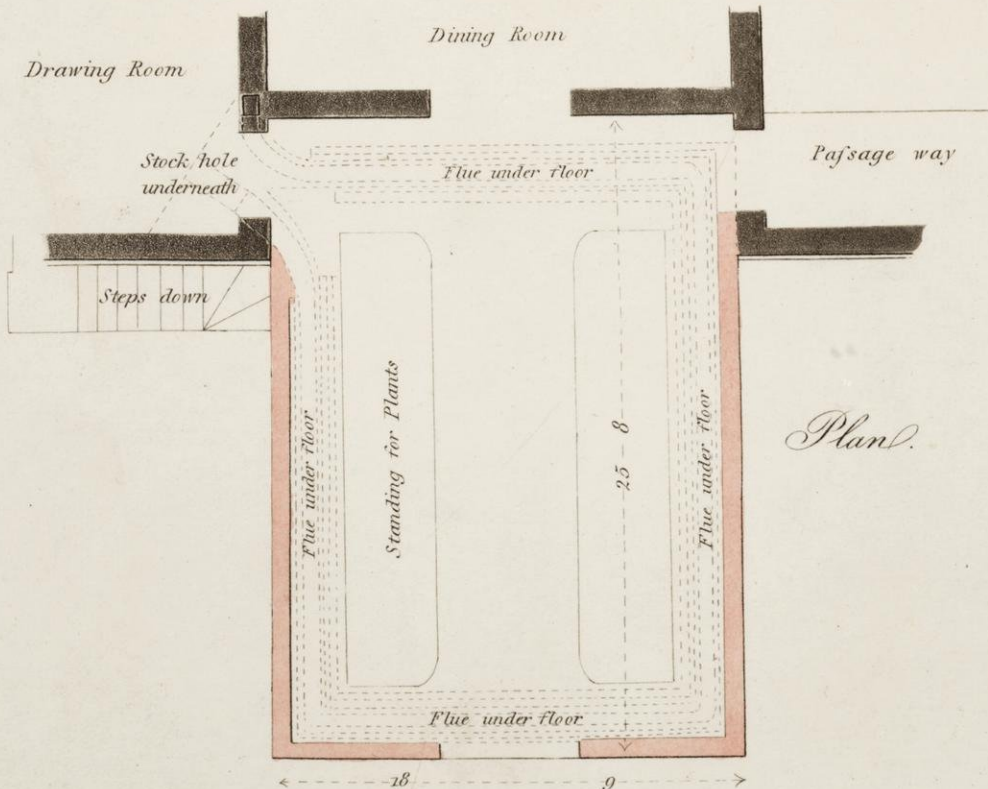 Dining Room
Drawing Room
Stock hole
underneath
Flue under floor
Paſsage way
Steps down
Flue under floor
Standing for Plants
25 8
Flue under floor
Plan.
Flue under floor
18 9